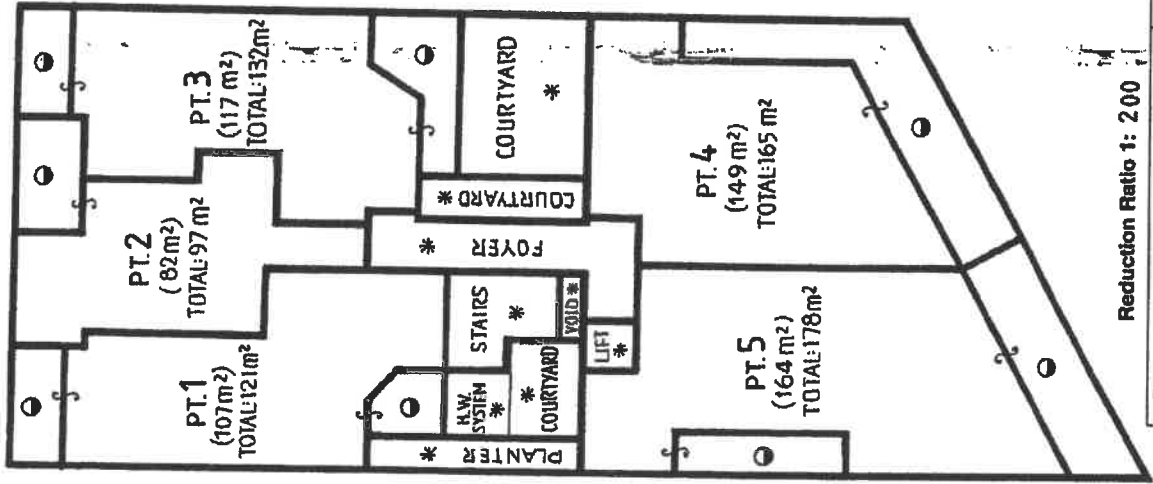 PT. 3
(117 m²)
TOTAL:132m²
PT.2
( 82m²)
TOTAL:97 m²
PT.1
(107m²)
TOTAL:121m²
COURTYARD
*
COURTYARD *
FOYER
*
STAIRS
*
VOID *
LIFT
*
H.W.
SYSTEM
*
COURTYARD
*
PLANTER *
PT. 4
(149 m²)
TOTAL:165 m²
PT. 5
(164 m²)
TOTAL:178m²
Reduction Ratio 1: 200